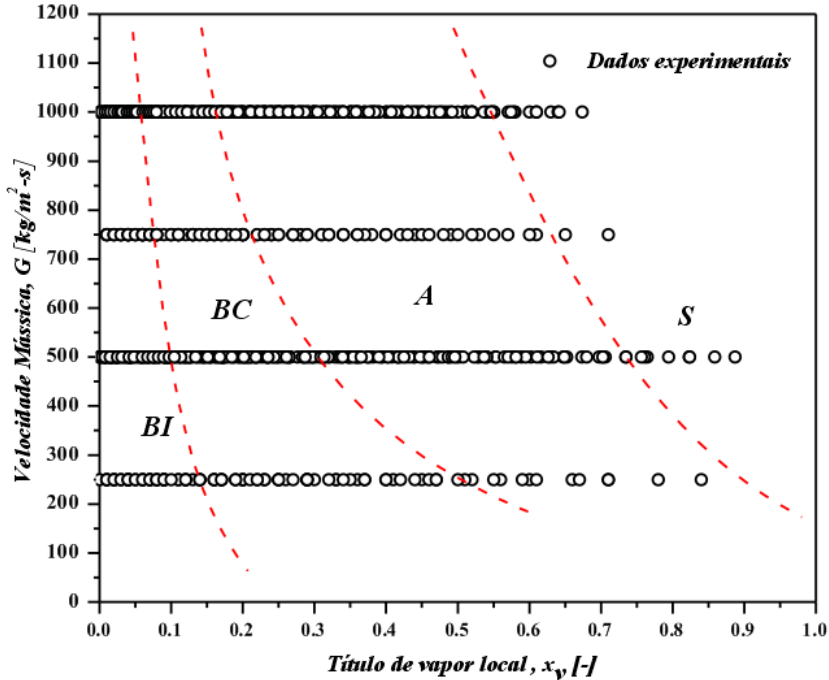 1200
1100
1000
900
800
700
600
500
400
300
200
100
0
Velocidade Mássica, G [kg/m²-s]
Dados experimentais
BI
BC
A
S
0.0 0.1 0.2 0.3 0.4 0.5 0.6 0.7 0.8 0.9 1.0
Título de vapor local , xv [-]